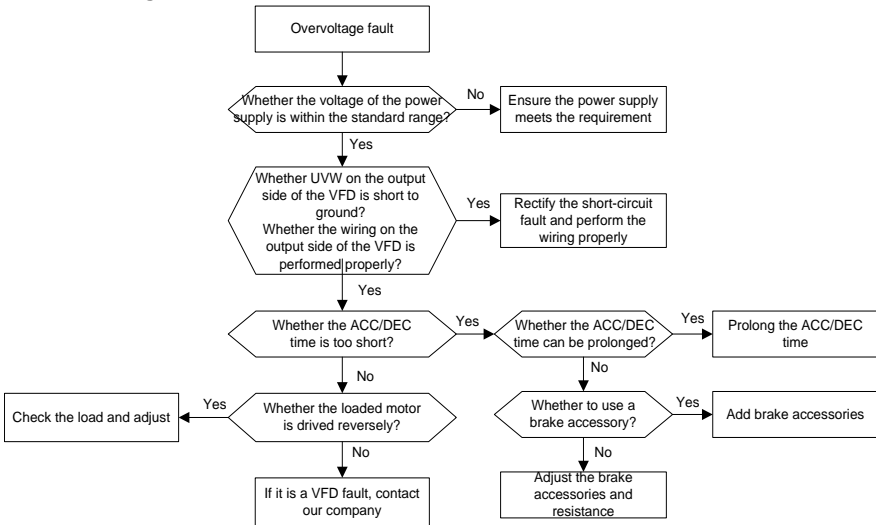 Overvoltage fault
Whether the voltage of the power
supply is within the standard range?
No
Ensure the power supply
meets the requirement
Yes
Whether UVW on the output
side of the VFD is short to
ground?
Whether the wiring on the
output side of the VFD is
performed properly?
Yes
Rectify the short-circuit
fault and perform the
wiring properly
Yes
Whether the ACC/DEC
time is too short?
Yes
Whether the ACC/DEC
time can be prolonged?
Yes
Prolong the ACC/DEC
time
No
No
Check the load and adjust
Yes
Whether the loaded motor
is drived reversely?
Whether to use a
brake accessory?
Yes
Add brake accessories
No
No
If it is a VFD fault, contact
our company
Adjust the brake
accessories and
resistance